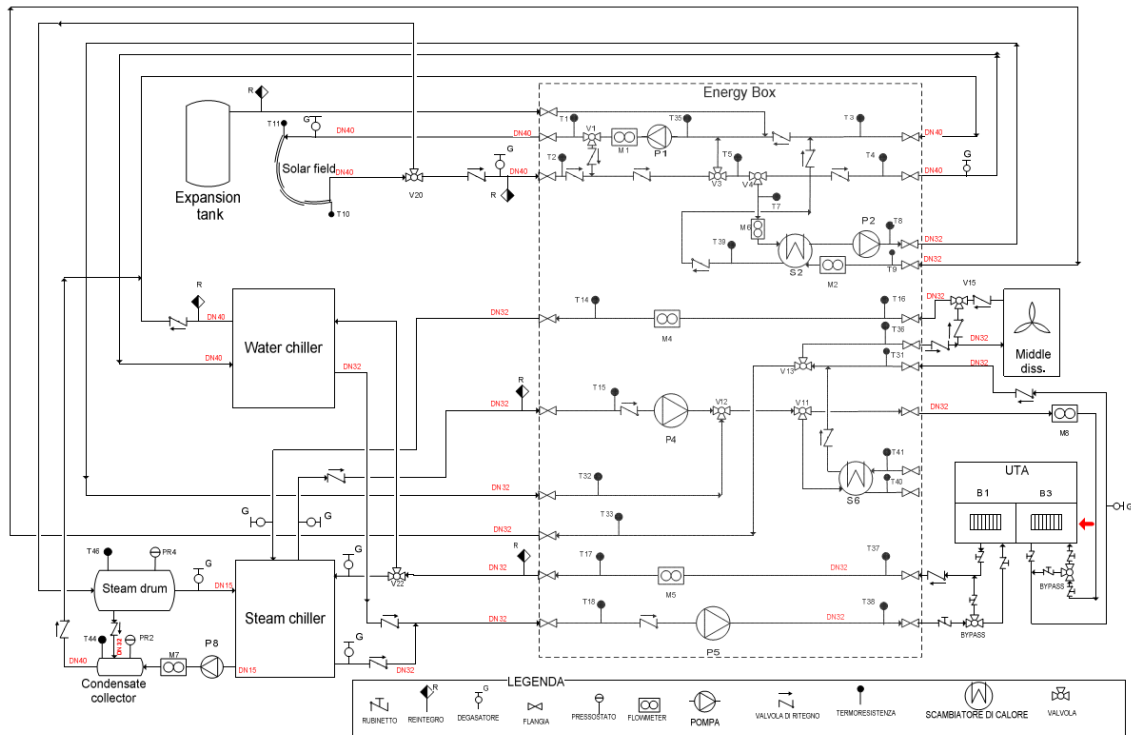 Energy Box
R
T11
G
DN40
DN40
T1
V1
M1
T35
P1
T3
DN40
Solar field
G
T2
T5
T4
G
Expansion
tank
DN40
V20
DN40
R
V3
V4
DN40
T10
T7
M6
P2
T8
DN32
T39
S2
M2
T9
DN32
R
DN40
Water chiller
DN40
DN32
DN32
T14
M4
T16
DN32
V15
T36
DN32
Middle
diss.
V13
T31
DN32
R
DN32
T15
P4
V12
V11
DN32
M8
T41
T40
S6
UTA
B1
B3
G
DN32
T32
T33
G
G
T46
PR4
G
Steam drum
DN15
G
V22
R
DN32
T17
M5
DN32
T37
BYPASS
Steam chiller
DN32
T18
P5
DN32
T38
BYPASS
T44
DN32
PR2
DN40
M7
P8
DN15
G
DN32
Condensate
collector
LEGENDA
R
G
RUBINETTO
REINTEGRO
DEGASATORE
FLANGIA
PRESSOSTATO
FLOWMETER
POMPA
VALVOLA DI RITEGNO
TERMORESISTENZA
SCAMBIATORE DI CALORE
VALVOLA